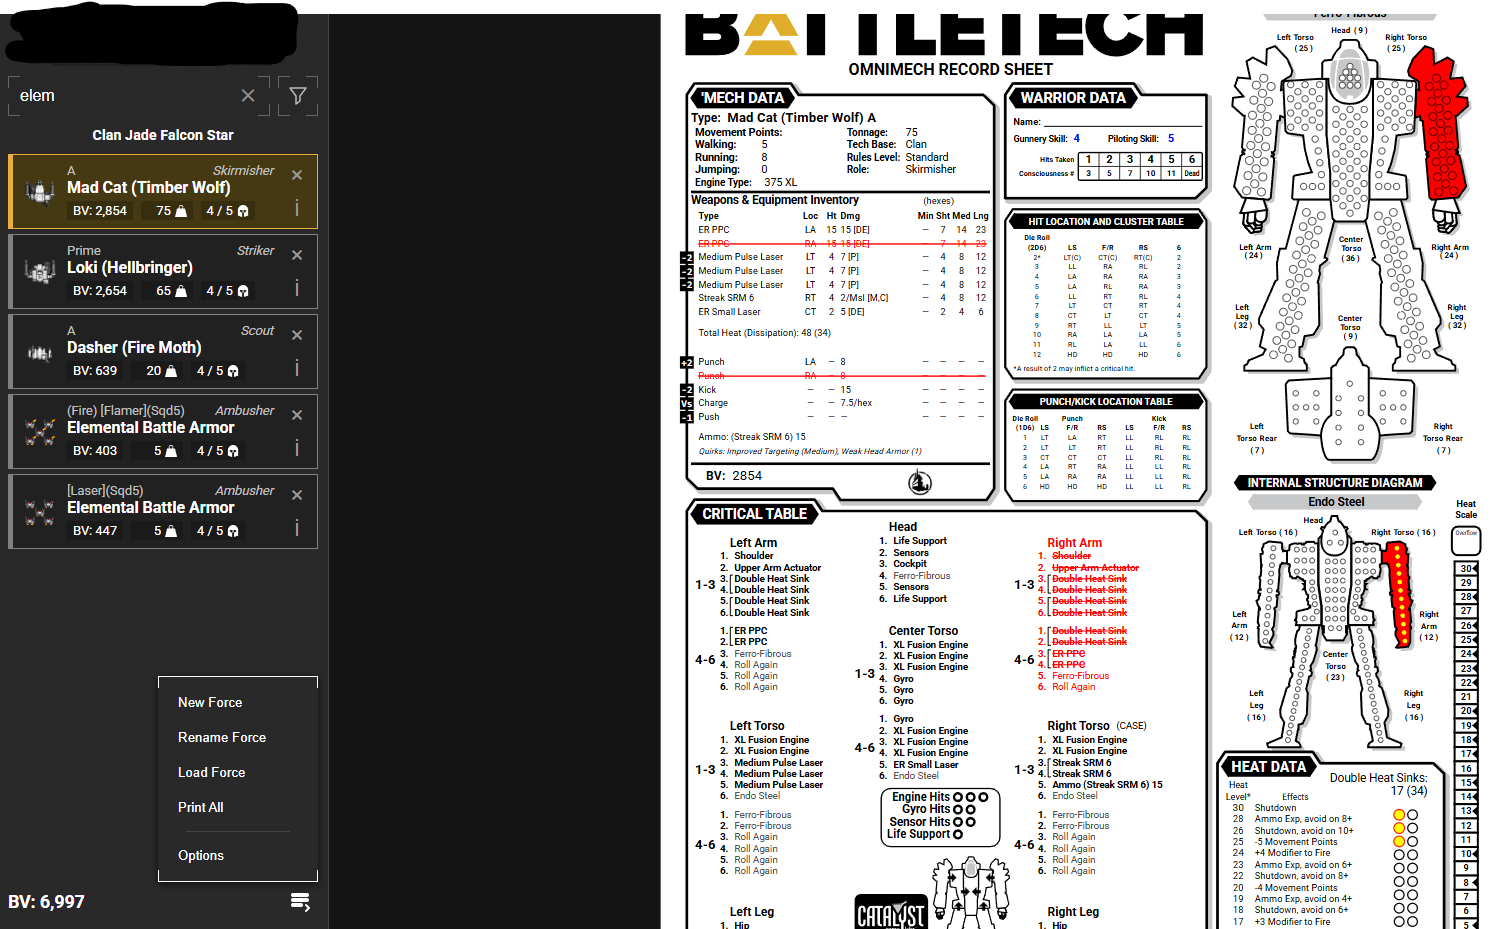 elem
Clan Jade Falcon Star
A Skirmisher
Mad Cat (Timber Wolf)
BV: 2,854 75 4 / 5
Prime Striker
Loki (Hellbringer)
BV: 2,654 65 4 / 5
A Scout
Dasher (Fire Moth)
BV: 639 20 4 / 5
(Fire) [Flamer](Sqd5) Ambusher
Elemental Battle Armor
BV: 403 5 4 / 5
[Laser](Sqd5) Ambusher
Elemental Battle Armor
BV: 447 5 4 / 5
New Force
Rename Force
Load Force
Print All
Options
BV: 6,997
BATTLETECH
OMNIMECH RECORD SHEET
'MECH DATA
Type: Mad Cat (Timber Wolf) A
Movement Points: Tonnage: 75
Walking: 5 Tech Base: Clan
Running: 8 Rules Level: Standard
Jumping: 0 Role: Skirmisher
Engine Type: 375 XL
Weapons & Equipment Inventory (hexes)
Type Loc Ht Dmg Min Sht Med Lng
ER PPC LA 15 15 [DE] – 7 14 23
ER PPC RA 15 15 [DE] – 7 14 23
-2 Medium Pulse Laser LT 4 7 [P] – 4 8 12
-2 Medium Pulse Laser LT 4 7 [P] – 4 8 12
-2 Medium Pulse Laser LT 4 7 [P] – 4 8 12
Streak SRM 6 RT 4 2/Msl [M,C] – 4 8 12
ER Small Laser CT 2 5 [DE] – 2 4 6
Total Heat (Dissipation): 48 (34)
+2 Punch LA – 8 – – – –
Punch RA – 8 – – – –
-2 Kick – – 15 – – – –
Vs Charge – – 7.5/hex – – – –
-1 Push – – – – – – –
Ammo: (Streak SRM 6) 15
Quirks: Improved Targeting (Medium), Weak Head Armor (1)
BV: 2854
WARRIOR DATA
Name:
Gunnery Skill: 4 Piloting Skill: 5
Hits Taken 1 2 3 4 5 6
Consciousness # 3 5 7 10 11 Dead
HIT LOCATION AND CLUSTER TABLE
Die Roll
(2D6) LS F/R RS 6
2* LT(C) CT(C) RT(C) 2
3 LL RA RL 2
4 LA RA RA 3
5 LA RL RA 3
6 LL RT RL 4
7 LT CT RT 4
8 CT LT CT 4
9 RT LL LT 5
10 RA LA LA 5
11 RL LA LL 6
12 HD HD HD 6
*A result of 2 may inflict a critical hit.
PUNCH/KICK LOCATION TABLE
Die Roll Punch Kick
(1D6) LS F/R RS LS F/R RS
1 LT LA RT LL RL RL
2 LT LT RT LL RL RL
3 CT CT CT LL RL RL
4 LA RT RA LL LL RL
5 LA RA RA LL LL RL
6 HD HD HD LL LL RL
CRITICAL TABLE
Left Arm
1. Shoulder
2. Upper Arm Actuator
1-3 3. Double Heat Sink
4. Double Heat Sink
5. Double Heat Sink
6. Double Heat Sink
1. ER PPC
2. ER PPC
4-6 3. Ferro-Fibrous
4. Roll Again
5. Roll Again
6. Roll Again
Left Torso
1. XL Fusion Engine
2. XL Fusion Engine
1-3 3. Medium Pulse Laser
4. Medium Pulse Laser
5. Medium Pulse Laser
6. Endo Steel
1. Ferro-Fibrous
2. Ferro-Fibrous
4-6 3. Roll Again
4. Roll Again
5. Roll Again
6. Roll Again
Left Leg
1. Hip
Head
1. Life Support
2. Sensors
3. Cockpit
4. Ferro-Fibrous
5. Sensors
6. Life Support
Center Torso
1. XL Fusion Engine
2. XL Fusion Engine
1-3 3. XL Fusion Engine
4. Gyro
5. Gyro
6. Gyro
1. Gyro
2. XL Fusion Engine
4-6 3. XL Fusion Engine
4. XL Fusion Engine
5. ER Small Laser
6. Endo Steel
Engine Hits
Gyro Hits
Sensor Hits
Life Support
CATALYST
Right Arm
1. Shoulder
2. Upper Arm Actuator
1-3 3. Double Heat Sink
4. Double Heat Sink
5. Double Heat Sink
6. Double Heat Sink
1. Double Heat Sink
2. Double Heat Sink
4-6 3. ER PPC
4. ER PPC
5. Ferro-Fibrous
6. Roll Again
Right Torso (CASE)
1. XL Fusion Engine
2. XL Fusion Engine
1-3 3. Streak SRM 6
4. Streak SRM 6
5. Ammo (Streak SRM 6) 15
6. Endo Steel
1. Ferro-Fibrous
2. Ferro-Fibrous
4-6 3. Roll Again
4. Roll Again
5. Roll Again
6. Roll Again
Right Leg
1. Hip
Ferro-Fibrous
Left Torso (25)
Head (9)
Right Torso (25)
Left Arm (24)
Center Torso (36)
Right Arm (24)
Left Leg (32)
Center Torso (9)
Right Leg (32)
Left Torso Rear (7)
Right Torso Rear (7)
INTERNAL STRUCTURE DIAGRAM
Endo Steel
Head
Left Torso (16)
Right Torso (16)
Left Arm (12)
Right Arm (12)
Center Torso (23)
Left Leg (16)
Right Leg (16)
Heat Scale
Overflow
30
29
28
27
26
25
24
23
22
21
20
19
18
17
16
15
14
13
12
11
10
9
8
7
6
5
HEAT DATA
Heat Level* Effects
30 Shutdown
28 Ammo Exp, avoid on 8+
26 Shutdown, avoid on 10+
25 -5 Movement Points
24 +4 Modifier to Fire
23 Ammo Exp, avoid on 6+
22 Shutdown, avoid on 8+
20 -4 Movement Points
19 Ammo Exp, avoid on 4+
18 Shutdown, avoid on 6+
17 +3 Modifier to Fire
Double Heat Sinks:
17 (34)